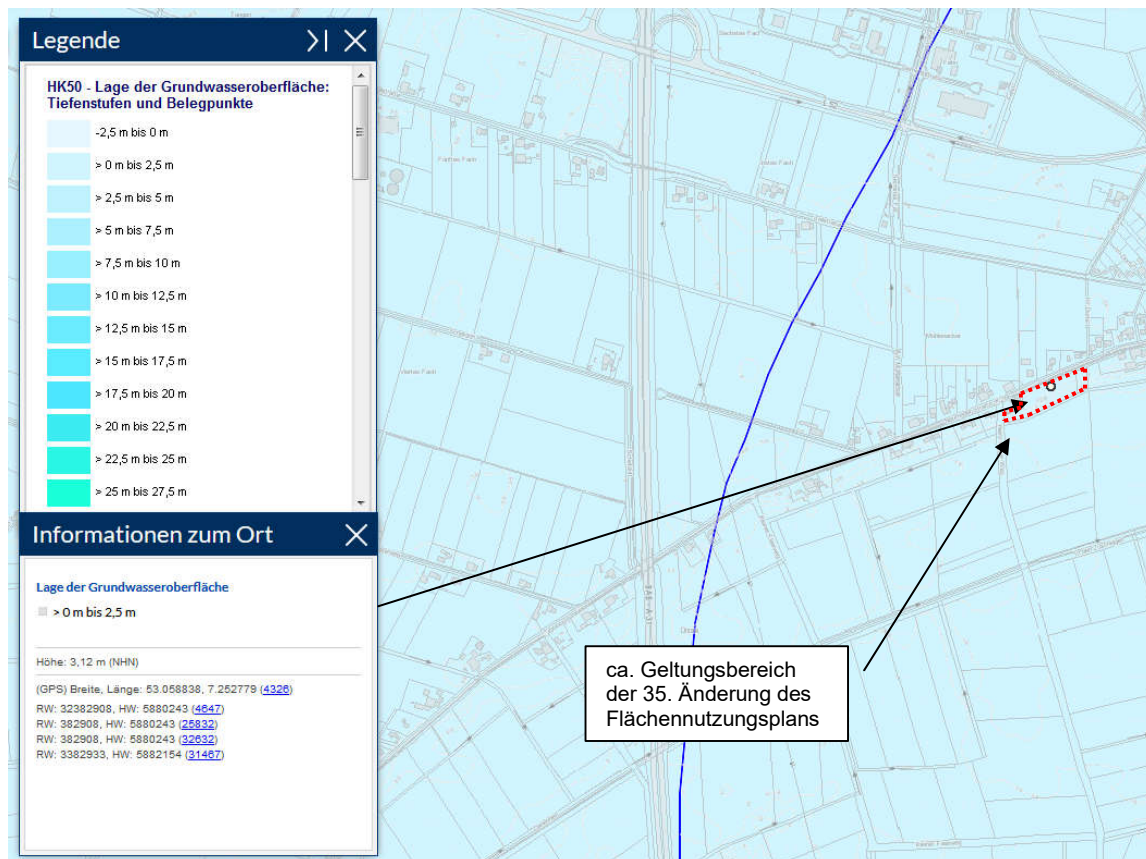 Legende
HK50 - Lage der Grundwasseroberfläche:
Tiefenstufen und Belegpunkte
-2,5 m bis 0 m
> 0 m bis 2,5 m
> 2,5 m bis 5 m
> 5 m bis 7,5 m
> 7,5 m bis 10 m
> 10 m bis 12,5 m
> 12,5 m bis 15 m
> 15 m bis 17,5 m
> 17,5 m bis 20 m
> 20 m bis 22,5 m
> 22,5 m bis 25 m
> 25 m bis 27,5 m
Informationen zum Ort
Lage der Grundwasseroberfläche
> 0 m bis 2,5 m
Höhe: 3,12 m (NHN)
(GPS) Breite, Länge: 53.058838, 7.252779 (4326)
RW: 32382908, HW: 5880243 (4647)
RW: 382908, HW: 5880243 (25832)
RW: 382908, HW: 5880243 (32632)
RW: 3382933, HW: 5882154 (31467)
ca. Geltungsbereich
der 35. Änderung des
Flächennutzungsplans
Viertes Fach